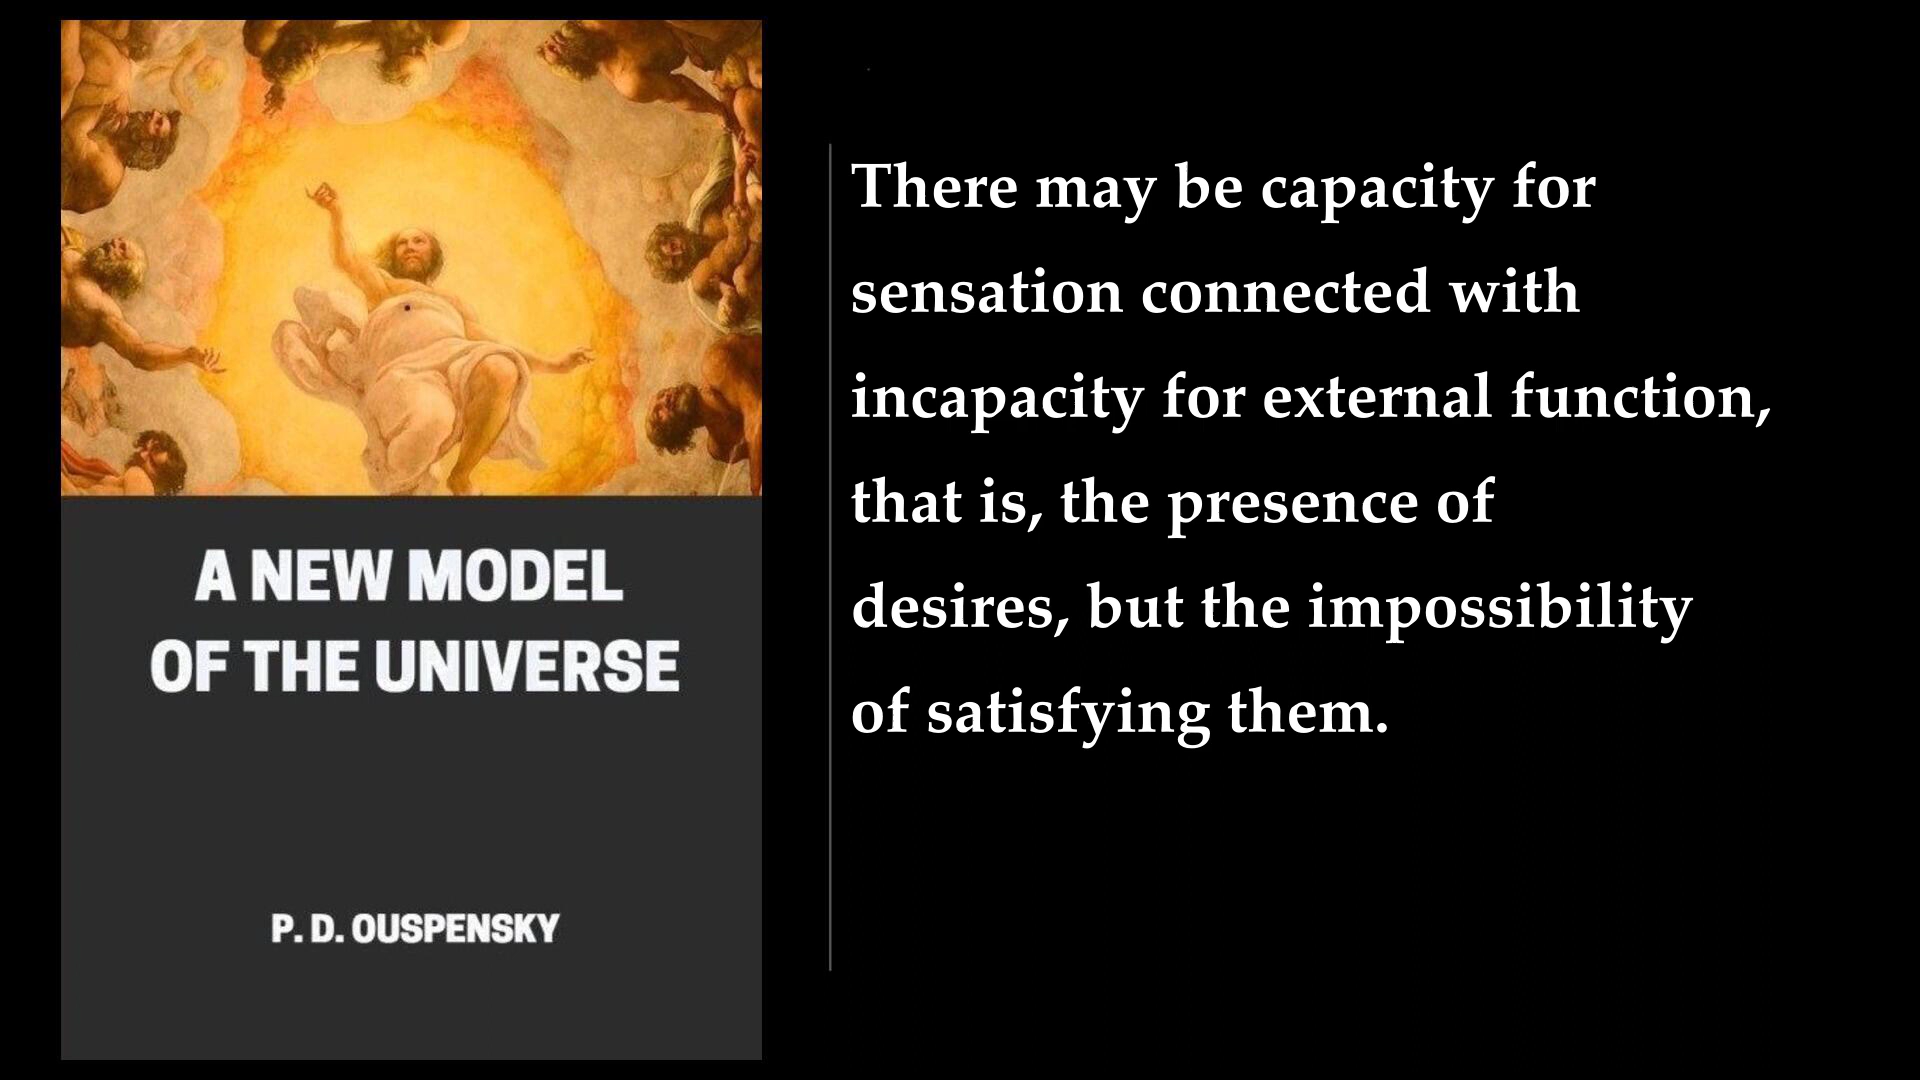 A NEW MODEL
OF THE UNIVERSE
P. D. OUSPENSKY
There may be capacity for
sensation connected with
incapacity for external function,
that is, the presence of
desires, but the impossibility
of satisfying them.